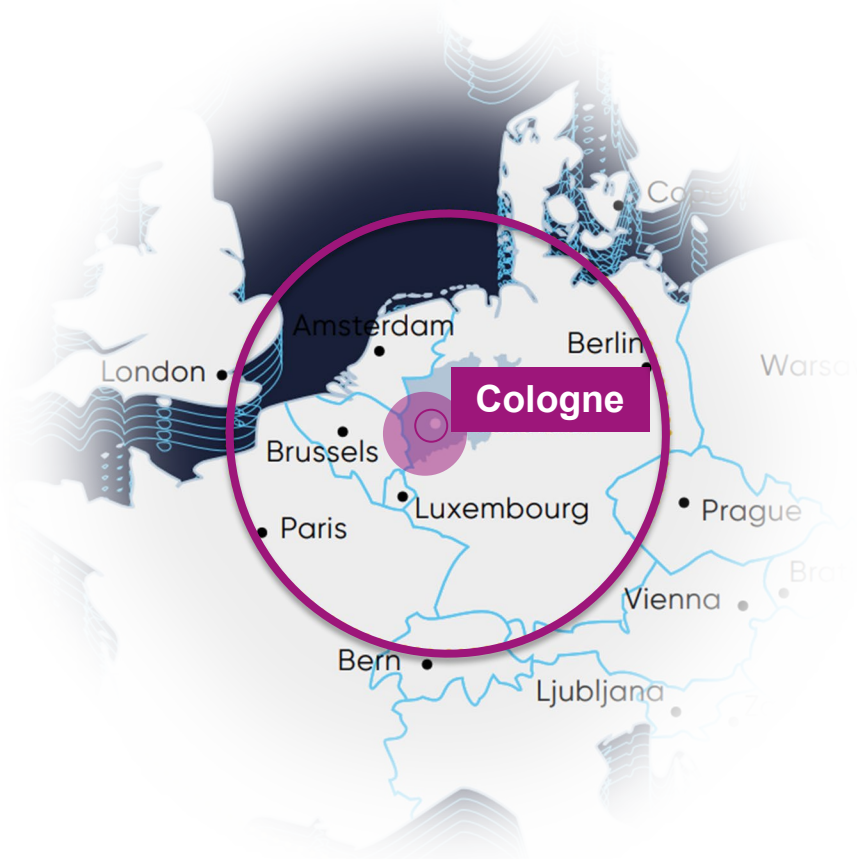 Amsterdam
Berlin
London
Cologne
Brussels
Luxembourg
Prague
Paris
Vienna
Bern
Ljubljana